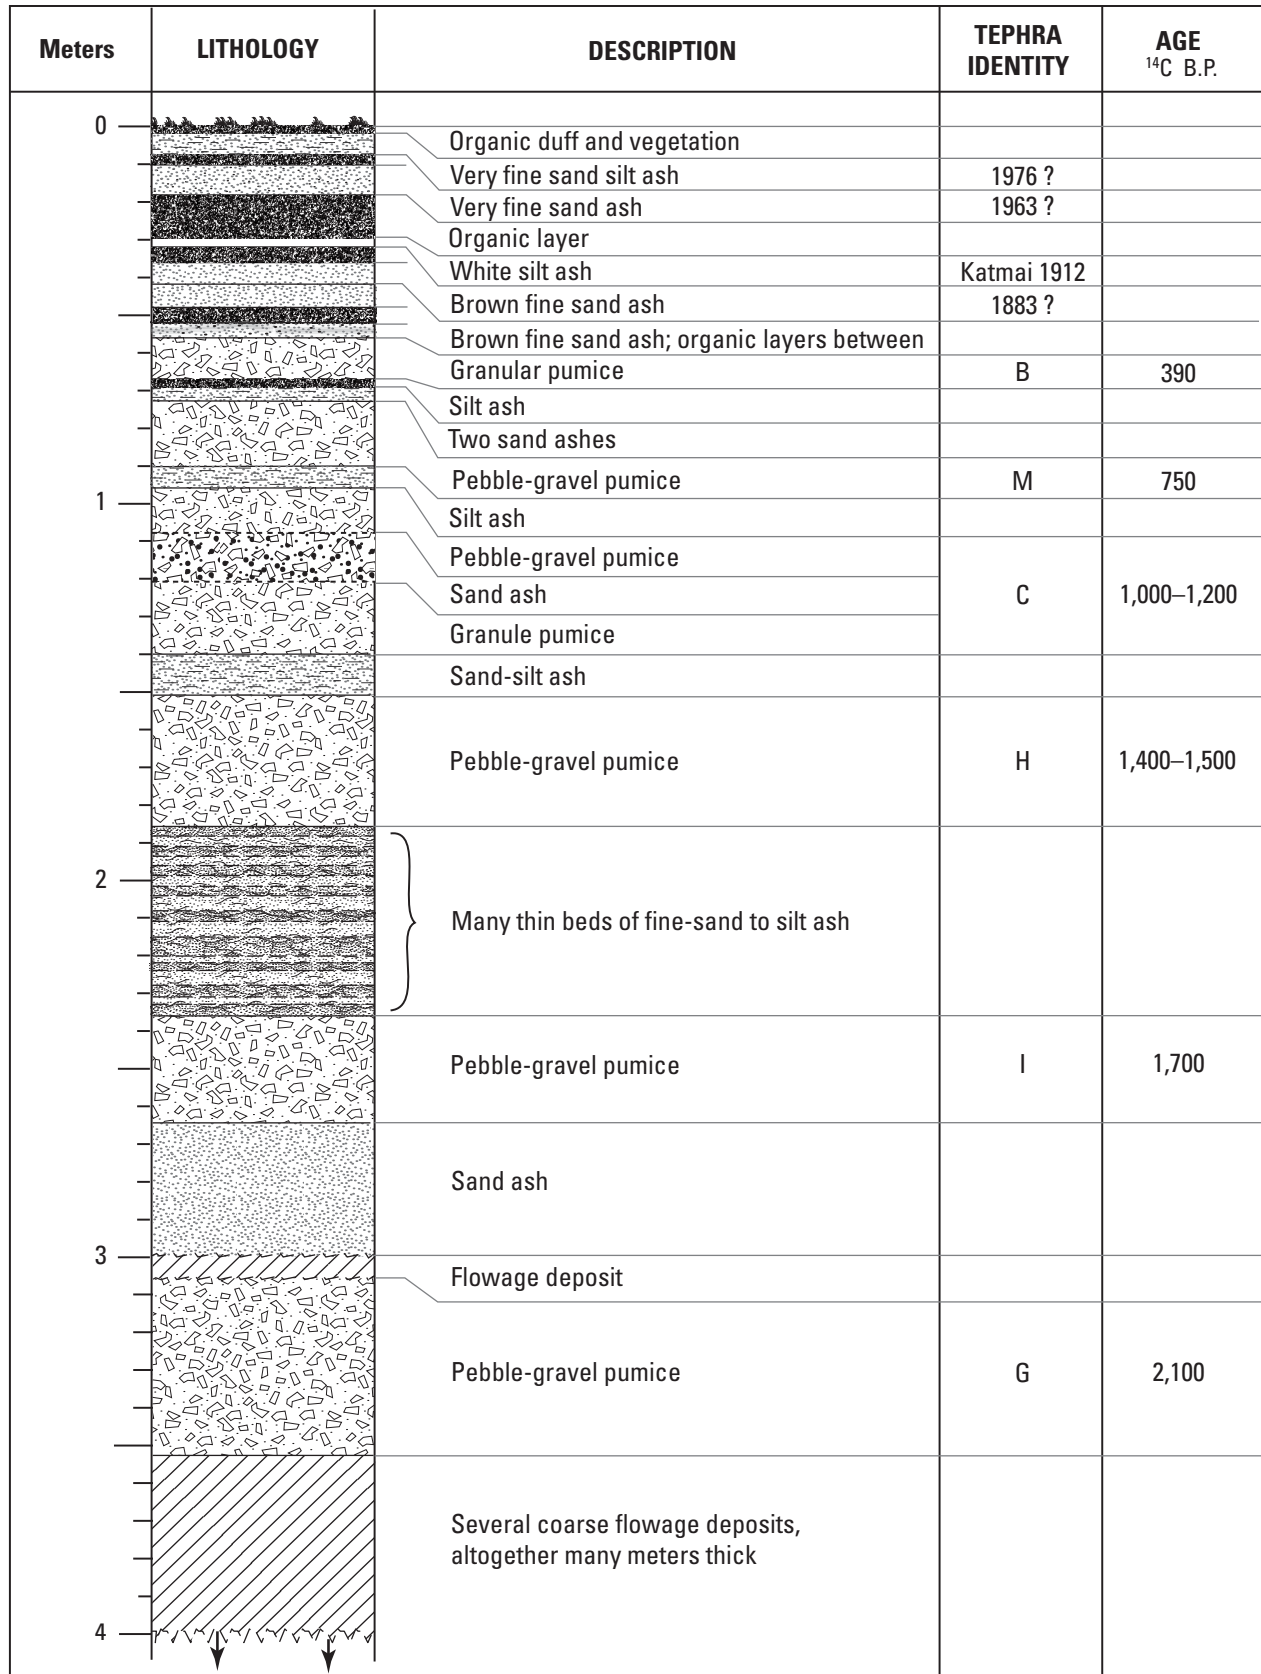 Meters LITHOLOGY DESCRIPTION TEPHRA IDENTITY AGE ¹⁴C B.P.
0
Organic duff and vegetation
Very fine sand silt ash 1976 ?
Very fine sand ash 1963 ?
Organic layer
White silt ash Katmai 1912
Brown fine sand ash 1883 ?
Brown fine sand ash; organic layers between
Granular pumice B 390
Silt ash
Two sand ashes
Pebble-gravel pumice M 750
1
Silt ash
Pebble-gravel pumice
Sand ash C 1,000–1,200
Granule pumice
Sand-silt ash
Pebble-gravel pumice H 1,400–1,500
2
Many thin beds of fine-sand to silt ash
Pebble-gravel pumice I 1,700
Sand ash
3
Flowage deposit
Pebble-gravel pumice G 2,100
Several coarse flowage deposits,
altogether many meters thick
4